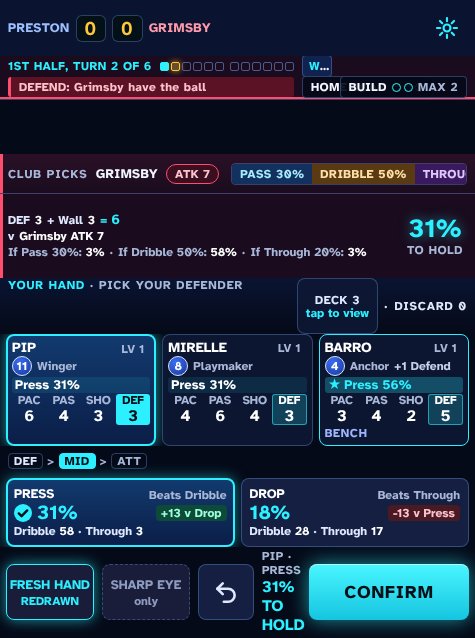 PRESTON 0 0 GRIMSBY
1ST HALF, TURN 2 OF 6 W…
DEFEND: Grimsby have the ball HOM BUILD MAX 2
CLUB PICKS GRIMSBY ATK 7 PASS 30% DRIBBLE 50% THROU
DEF 3 + Wall 3 = 6
v Grimsby ATK 7
If Pass 30%: 3% · If Dribble 50%: 58% · If Through 20%: 3%
31%
TO HOLD
YOUR HAND · PICK YOUR DEFENDER
DECK 3
tap to view
· DISCARD 0
PIP LV 1
11 Winger
Press 31%
PAC PAS SHO DEF
6 4 3 3
MIRELLE LV 1
8 Playmaker
Press 31%
PAC PAS SHO DEF
4 6 4 3
BARRO LV 1
4 Anchor +1 Defend
★ Press 56%
PAC PAS SHO DEF
3 4 2 5
BENCH
DEF > MID > ATT
PRESS Beats Dribble
31% +13 v Drop
Dribble 58 · Through 3
DROP Beats Through
18% -13 v Press
Dribble 28 · Through 17
FRESH HAND
REDRAWN
SHARP EYE
only
PIP ·
PRESS
31%
TO
HOLD
CONFIRM